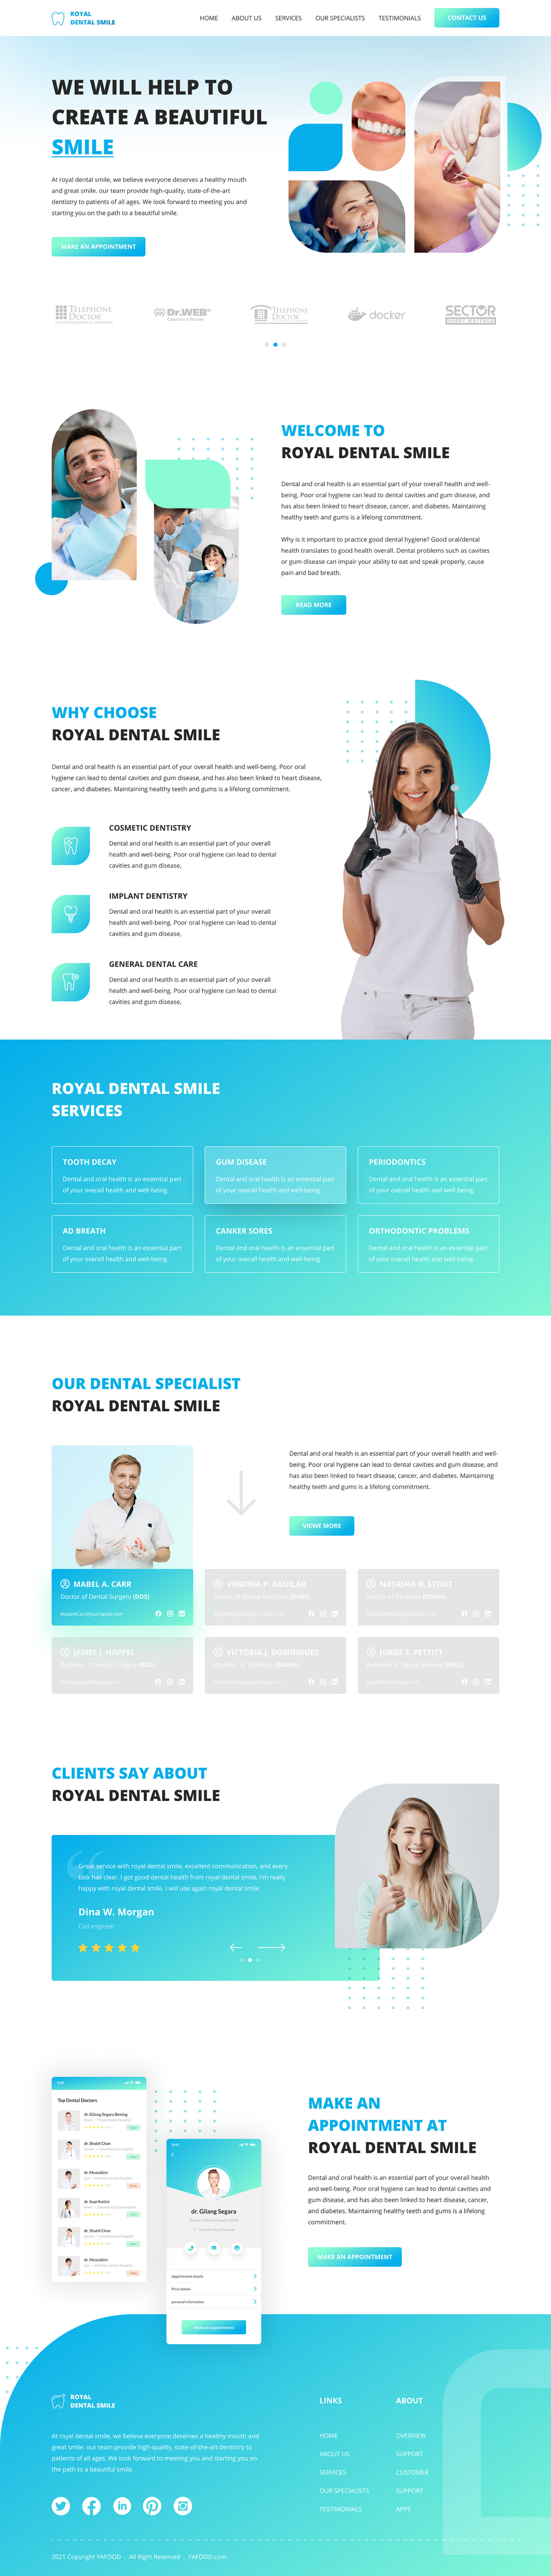 ROYAL
DENTAL SMILE
HOME
ABOUT US
SERVICES
OUR SPECIALISTS
TESTIMONIALS
CONTACT US
WE WILL HELP TO
CREATE A BEAUTIFUL
SMILE
At royal dental smile, we believe everyone deserves a healthy mouth
and great smile. our team provide high-quality, state-of-the-art
dentistry to patients of all ages. We look forward to meeting you and
starting you on the path to a beautiful smile.
MAKE AN APPOINTMENT
TELEPHONE
DOCTOR
Dr.WEB
TELEPHONE
DOCTOR
docker
SECTOR
WELCOME TO
ROYAL DENTAL SMILE
Dental and oral health is an essential part of your overall health and well-
being. Poor oral hygiene can lead to dental cavities and gum disease, and
has also been linked to heart disease, cancer, and diabetes. Maintaining
healthy teeth and gums is a lifelong commitment.
Why is it important to practice good dental hygiene? Good oral/dental
health translates to good health overall. Dental problems such as cavities
or gum disease can impair your ability to eat and speak properly, cause
pain and bad breath.
READ MORE
WHY CHOOSE
ROYAL DENTAL SMILE
Dental and oral health is an essential part of your overall health and well-being. Poor oral
hygiene can lead to dental cavities and gum disease, and has also been linked to heart disease,
cancer, and diabetes. Maintaining healthy teeth and gums is a lifelong commitment.
COSMETIC DENTISTRY
Dental and oral health is an essential part of your overall
health and well-being. Poor oral hygiene can lead to dental
cavities and gum disease,
IMPLANT DENTISTRY
Dental and oral health is an essential part of your overall
health and well-being. Poor oral hygiene can lead to dental
cavities and gum disease,
GENERAL DENTAL CARE
Dental and oral health is an essential part of your overall
health and well-being. Poor oral hygiene can lead to dental
cavities and gum disease,
ROYAL DENTAL SMILE
SERVICES
TOOTH DECAY
Dental and oral health is an essential part
of your overall health and well-being.
GUM DISEASE
Dental and oral health is an essential part
of your overall health and well-being.
PERIODONTICS
Dental and oral health is an essential part
of your overall health and well-being.
AD BREATH
Dental and oral health is an essential part
of your overall health and well-being.
CANKER SORES
Dental and oral health is an essential part
of your overall health and well-being.
ORTHODONTIC PROBLEMS
Dental and oral health is an essential part
of your overall health and well-being.
OUR DENTAL SPECIALIST
ROYAL DENTAL SMILE
Dental and oral health is an essential part of your overall health and well-
being. Poor oral hygiene can lead to dental cavities and gum disease, and
has also been linked to heart disease, cancer, and diabetes. Maintaining
healthy teeth and gums is a lifelong commitment.
VIEWE MORE
MABEL A. CARR
Doctor of Dental Surgery (DDS)
MabelACarr@jourrapide.com
VIRGINIA P. AGUILAR
Doctor of Dental Medicine (DMD)
NATASHA B. STOUT
Doctor of Dentistry (DDent)
JAMES J. HAPPEL
Bachelor of Dental Surgery (BDS)
VICTORIA J. DOMINGUEZ
Bachelor of Dentistry (BDent)
JORGE S. PETTITT
Bachelor of Dental Science (BDSc)
CLIENTS SAY ABOUT
ROYAL DENTAL SMILE
Great service with royal dental smile, excellent communication, and every
task has clear. I got good dental health from royal dental smile. I'm really
happy with royal dental smile. I will use again royal dental smile
Dina W. Morgan
Civil engineer
9:41
Top Dental Doctors
dr. Gilang Segara Bening
dr. Shabil Chan
dr. Mustakim
dr. Suprihatini
dr. Shabil Chan
dr. Mustakim
9:41
dr. Gilang Segara
Appointment details
Price details
personal information
Make an Appointment
MAKE AN
APPOINTMENT AT
ROYAL DENTAL SMILE
Dental and oral health is an essential part of your overall health
and well-being. Poor oral hygiene can lead to dental cavities and
gum disease, and has also been linked to heart disease, cancer,
and diabetes. Maintaining healthy teeth and gums is a lifelong
commitment.
MAKE AN APPOINTMENT
ROYAL
DENTAL SMILE
At royal dental smile, we believe everyone deserves a healthy mouth and
great smile. our team provide high-quality, state-of-the-art dentistry to
patients of all ages. We look forward to meeting you and starting you on
the path to a beautiful smile.
LINKS
HOME
ABOUT US
SERVICES
OUR SPECIALISTS
TESTIMONIALS
ABOUT
OVERVIEW
SUPPORT
CUSTOMER
SUPPORT
APPS
2021 Copyright YAFOOD . All Right Reserved . YAFOOD.com